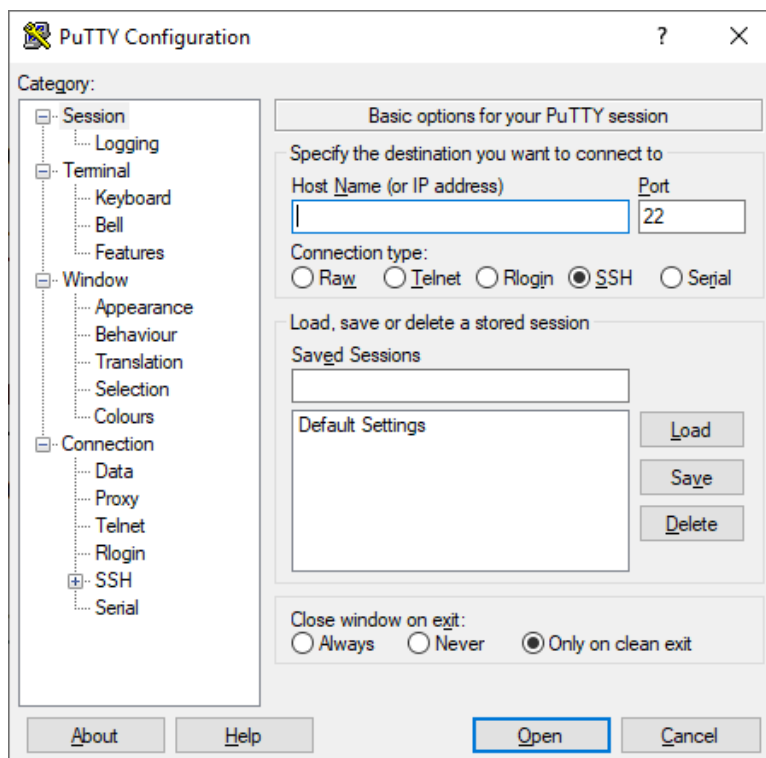 PuTTY Configuration
?
Category:
Session
Logging
Terminal
Keyboard
Bell
Features
Window
Appearance
Behaviour
Translation
Selection
Colours
Connection
Data
Proxy
Telnet
Rlogin
SSH
Serial
Basic options for your PuTTY session
Specify the destination you want to connect to
Host Name (or IP address) Port
22
Connection type:
Raw Telnet Rlogin SSH Serial
Load, save or delete a stored session
Saved Sessions
Default Settings
Load
Save
Delete
Close window on exit:
Always Never Only on clean exit
About Help Open Cancel